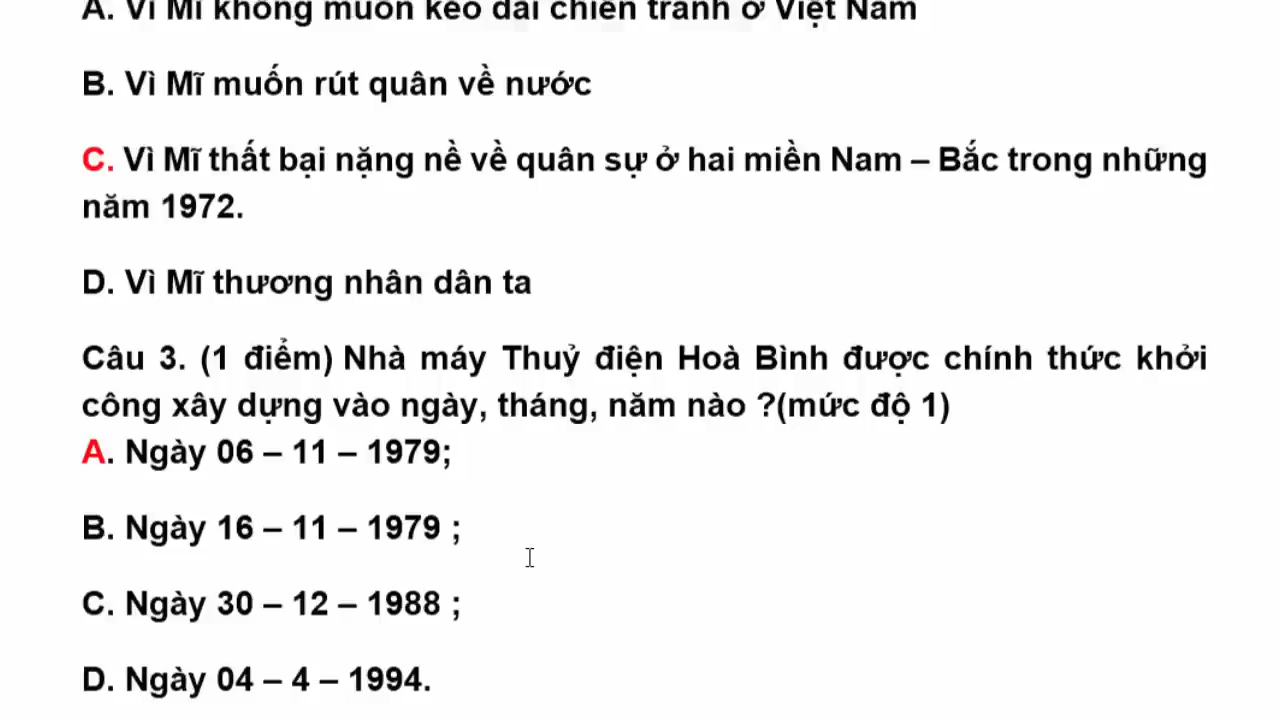 A. Vì Mĩ không muốn kéo dài chiến tranh ở Việt Nam
B. Vì Mĩ muốn rút quân về nước
C. Vì Mĩ thất bại nặng nề về quân sự ở hai miền Nam – Bắc trong những
năm 1972.
D. Vì Mĩ thương nhân dân ta
Câu 3. (1 điểm) Nhà máy Thuỷ điện Hoà Bình được chính thức khởi
công xây dựng vào ngày, tháng, năm nào ?(mức độ 1)
A. Ngày 06 – 11 – 1979;
B. Ngày 16 – 11 – 1979 ;
C. Ngày 30 – 12 – 1988 ;
D. Ngày 04 – 4 – 1994.